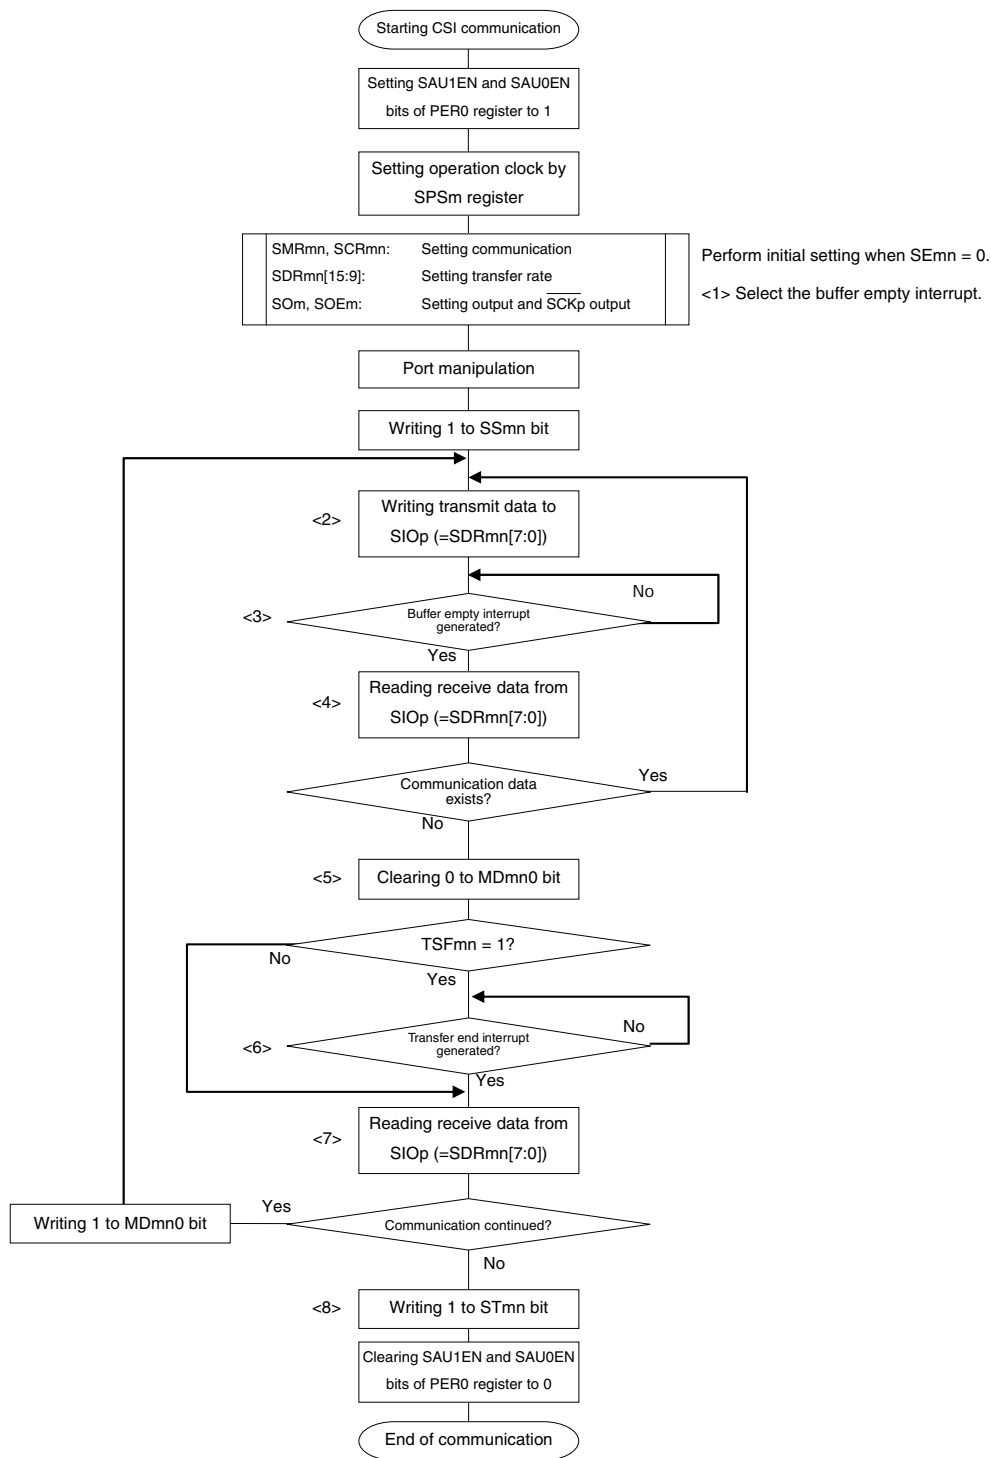 Starting CSI communication
Setting SAU1EN and SAU0EN
bits of PER0 register to 1
Setting operation clock by
SPSm register
SMRmn, SCRmn: Setting communication
SDRmn[15:9]: Setting transfer rate
SOm, SOEm: Setting output and SCKp output
Perform initial setting when SEmn = 0.
<1> Select the buffer empty interrupt.
Port manipulation
Writing 1 to SSmn bit
<2>
Writing transmit data to
SIOp (=SDRmn[7:0])
No
<3>
Buffer empty interrupt
generated?
Yes
<4>
Reading receive data from
SIOp (=SDRmn[7:0])
Communication data
exists?
Yes
No
<5>
Clearing 0 to MDmn0 bit
TSFmn = 1?
No
Yes
No
<6>
Transfer end interrupt
generated?
Yes
<7>
Reading receive data from
SIOp (=SDRmn[7:0])
Yes
Writing 1 to MDmn0 bit
Communication continued?
No
<8>
Writing 1 to STmn bit
Clearing SAU1EN and SAU0EN
bits of PER0 register to 0
End of communication